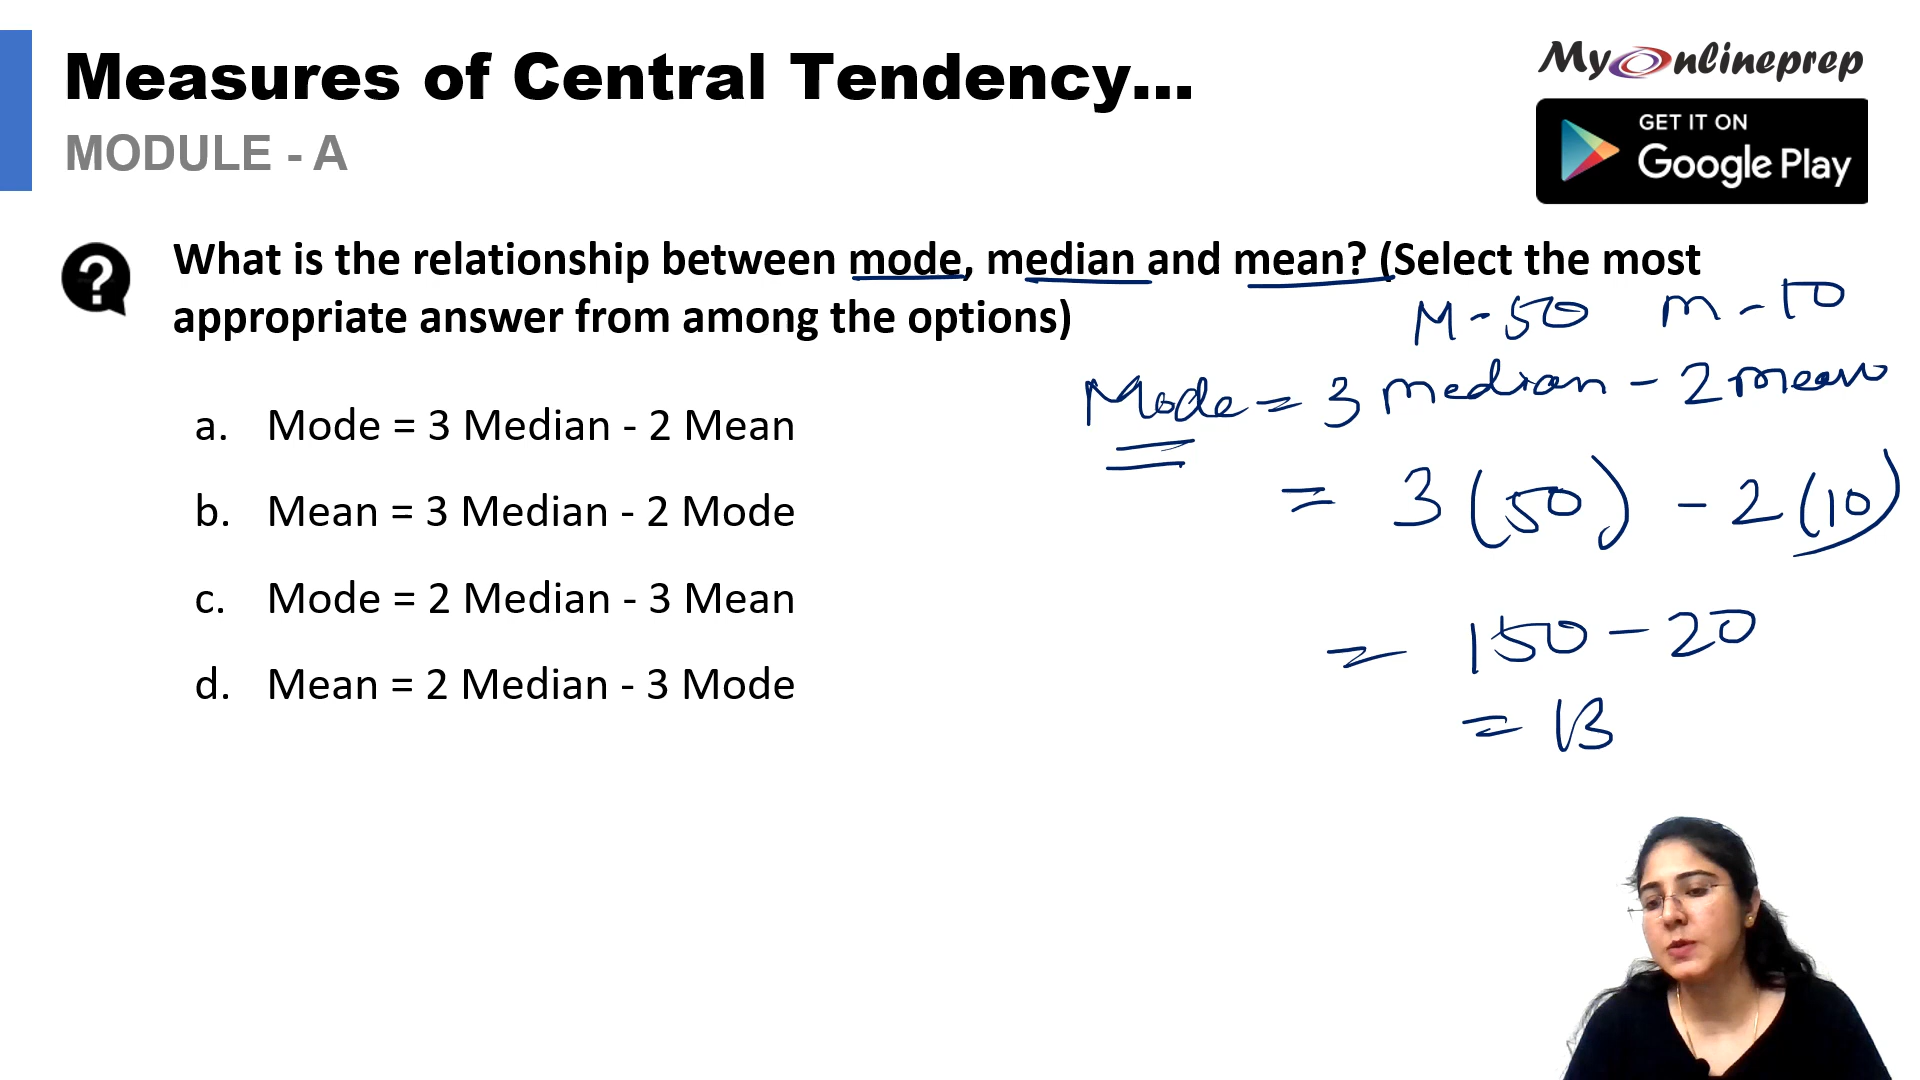 Measures of Central Tendency...
MODULE - A
MyOnlineprep
GET IT ON
Google Play
What is the relationship between mode, median and mean? (Select the most
appropriate answer from among the options)
M - 50 m - 10
Mode = 3 median - 2 mean
= 3 (50) - 2 (10)
= 150 - 20
= 13
a. Mode = 3 Median - 2 Mean
b. Mean = 3 Median - 2 Mode
c. Mode = 2 Median - 3 Mean
d. Mean = 2 Median - 3 Mode